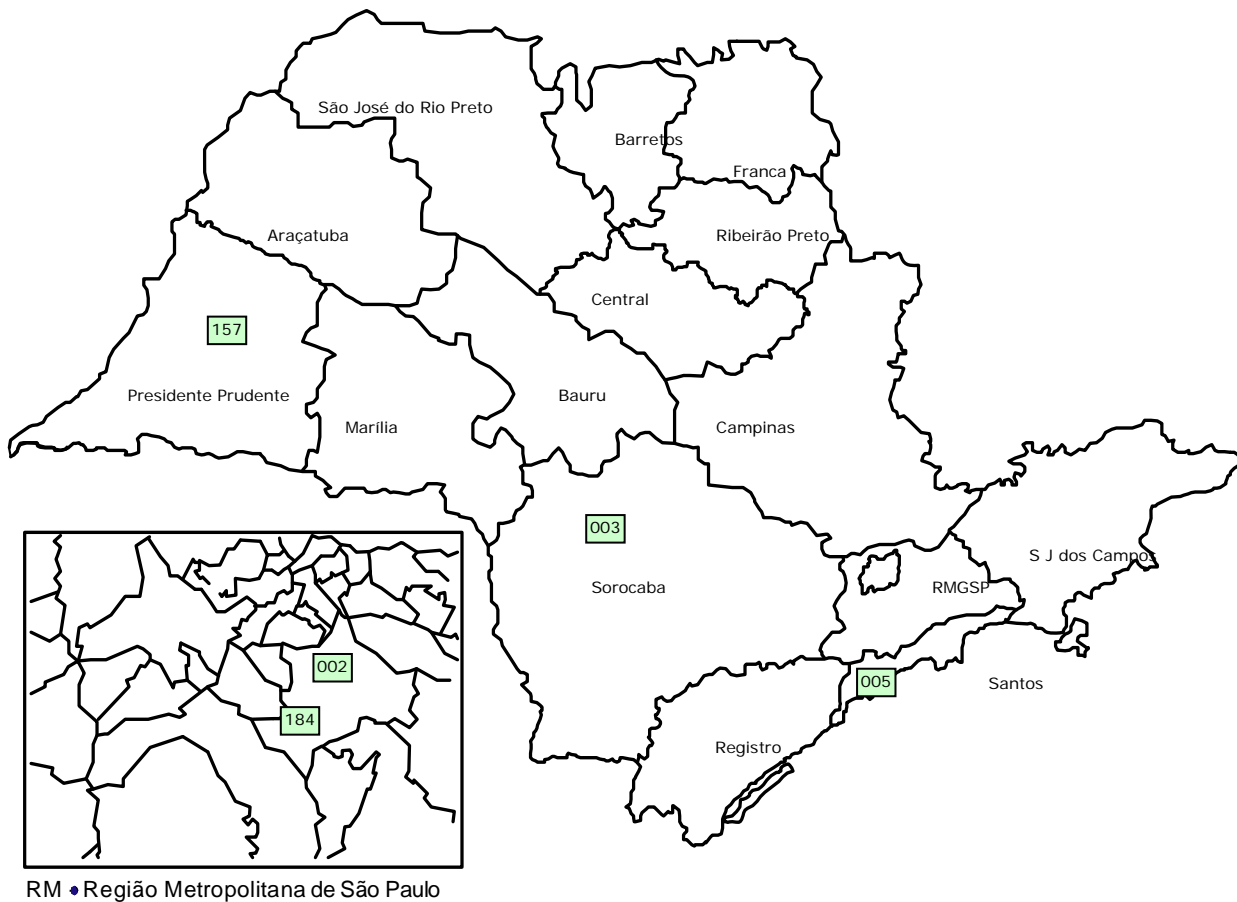 São José do Rio Preto
Barretos
Franca
Araçatuba
Ribeirão Preto
Central
157
Presidente Prudente
Bauru
Marília
Campinas
003
S J dos Campos
Sorocaba
RMGSP
002
005
Santos
184
Registro
RM • Região Metropolitana de São Paulo